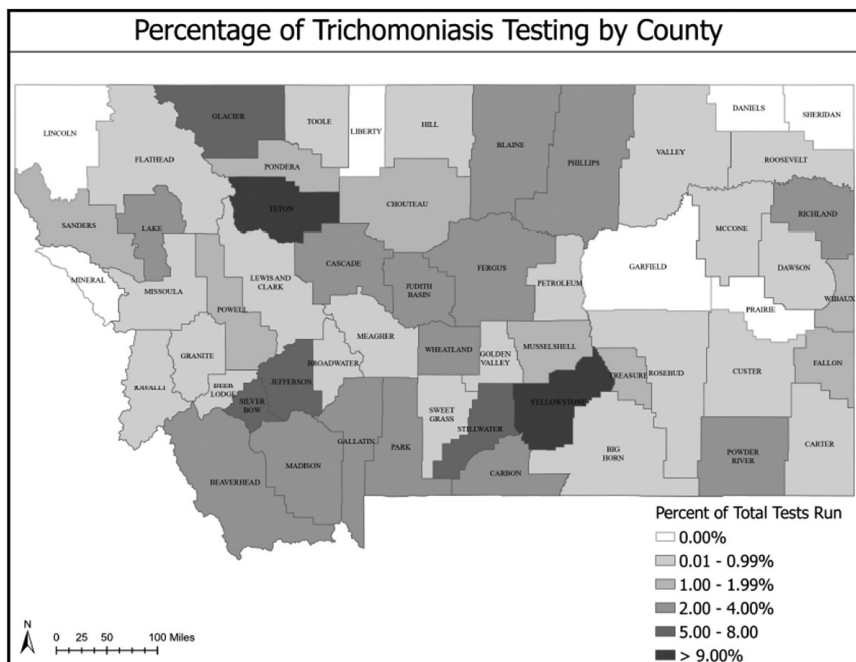 Percentage of Trichomoniasis Testing by County
GLACIER
TOOLE
LIBERTY
HILL
BLAINE
PHILLIPS
VALLEY
DANIELS
SHERIDAN
LINCOLN
FLATHEAD
PONDERA
ROOSEVELT
TETON
CHOUTEAU
SANDERS
LAKE
RICHLAND
MCCONE
CASCADE
JUDITH
BASIN
FERGUS
PETROLEUM
GARFIELD
DAWSON
MINERAL
MISSOULA
LEWIS AND
CLARK
POWELL
PRAIRIE
WIBAUX
MEAGHER
GRANITE
BROADWATER
WHEATLAND
GOLDEN
VALLEY
MUSSELSHELL
TREASURE
ROSEBUD
CUSTER
FALLON
RAVALLI
DEER
LODGE
JEFFERSON
SILVER
BOW
YELLOWSTONE
SWEET
GRASS
STILLWATER
GALLATIN
PARK
MADISON
BEAVERHEAD
CARBON
BIG
HORN
POWDER
RIVER
CARTER
Percent of Total Tests Run
0.00%
0.01 - 0.99%
1.00 - 1.99%
2.00 - 4.00%
5.00 - 8.00
> 9.00%
N
0 25 50 100 Miles